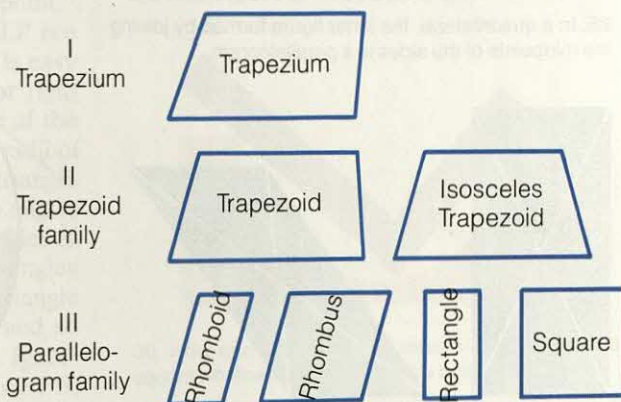 I
Trapezium
Trapezium
II
Trapezoid
family
Trapezoid
Isosceles
Trapezoid
III
Parallelo-
gram family
Rhomboid
Rhombus
Rectangle
Square